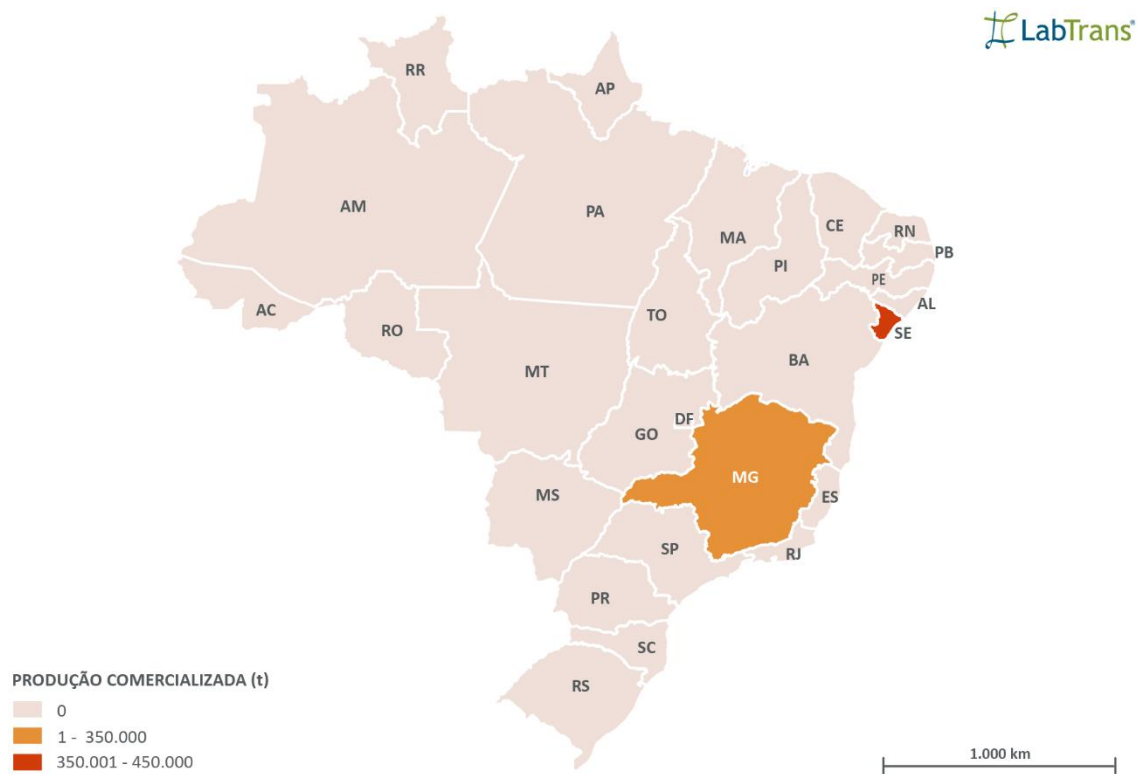 LabTrans®
RR
AP
AM
PA
MA
CE
RN
PB
PI
PE
AL
SE
AC
RO
TO
BA
MT
DF
GO
MG
MS
ES
SP
RJ
PR
SC
RS
PRODUÇÃO COMERCIALIZADA (t)
0
1 - 350.000
350.001 - 450.000
1.000 km